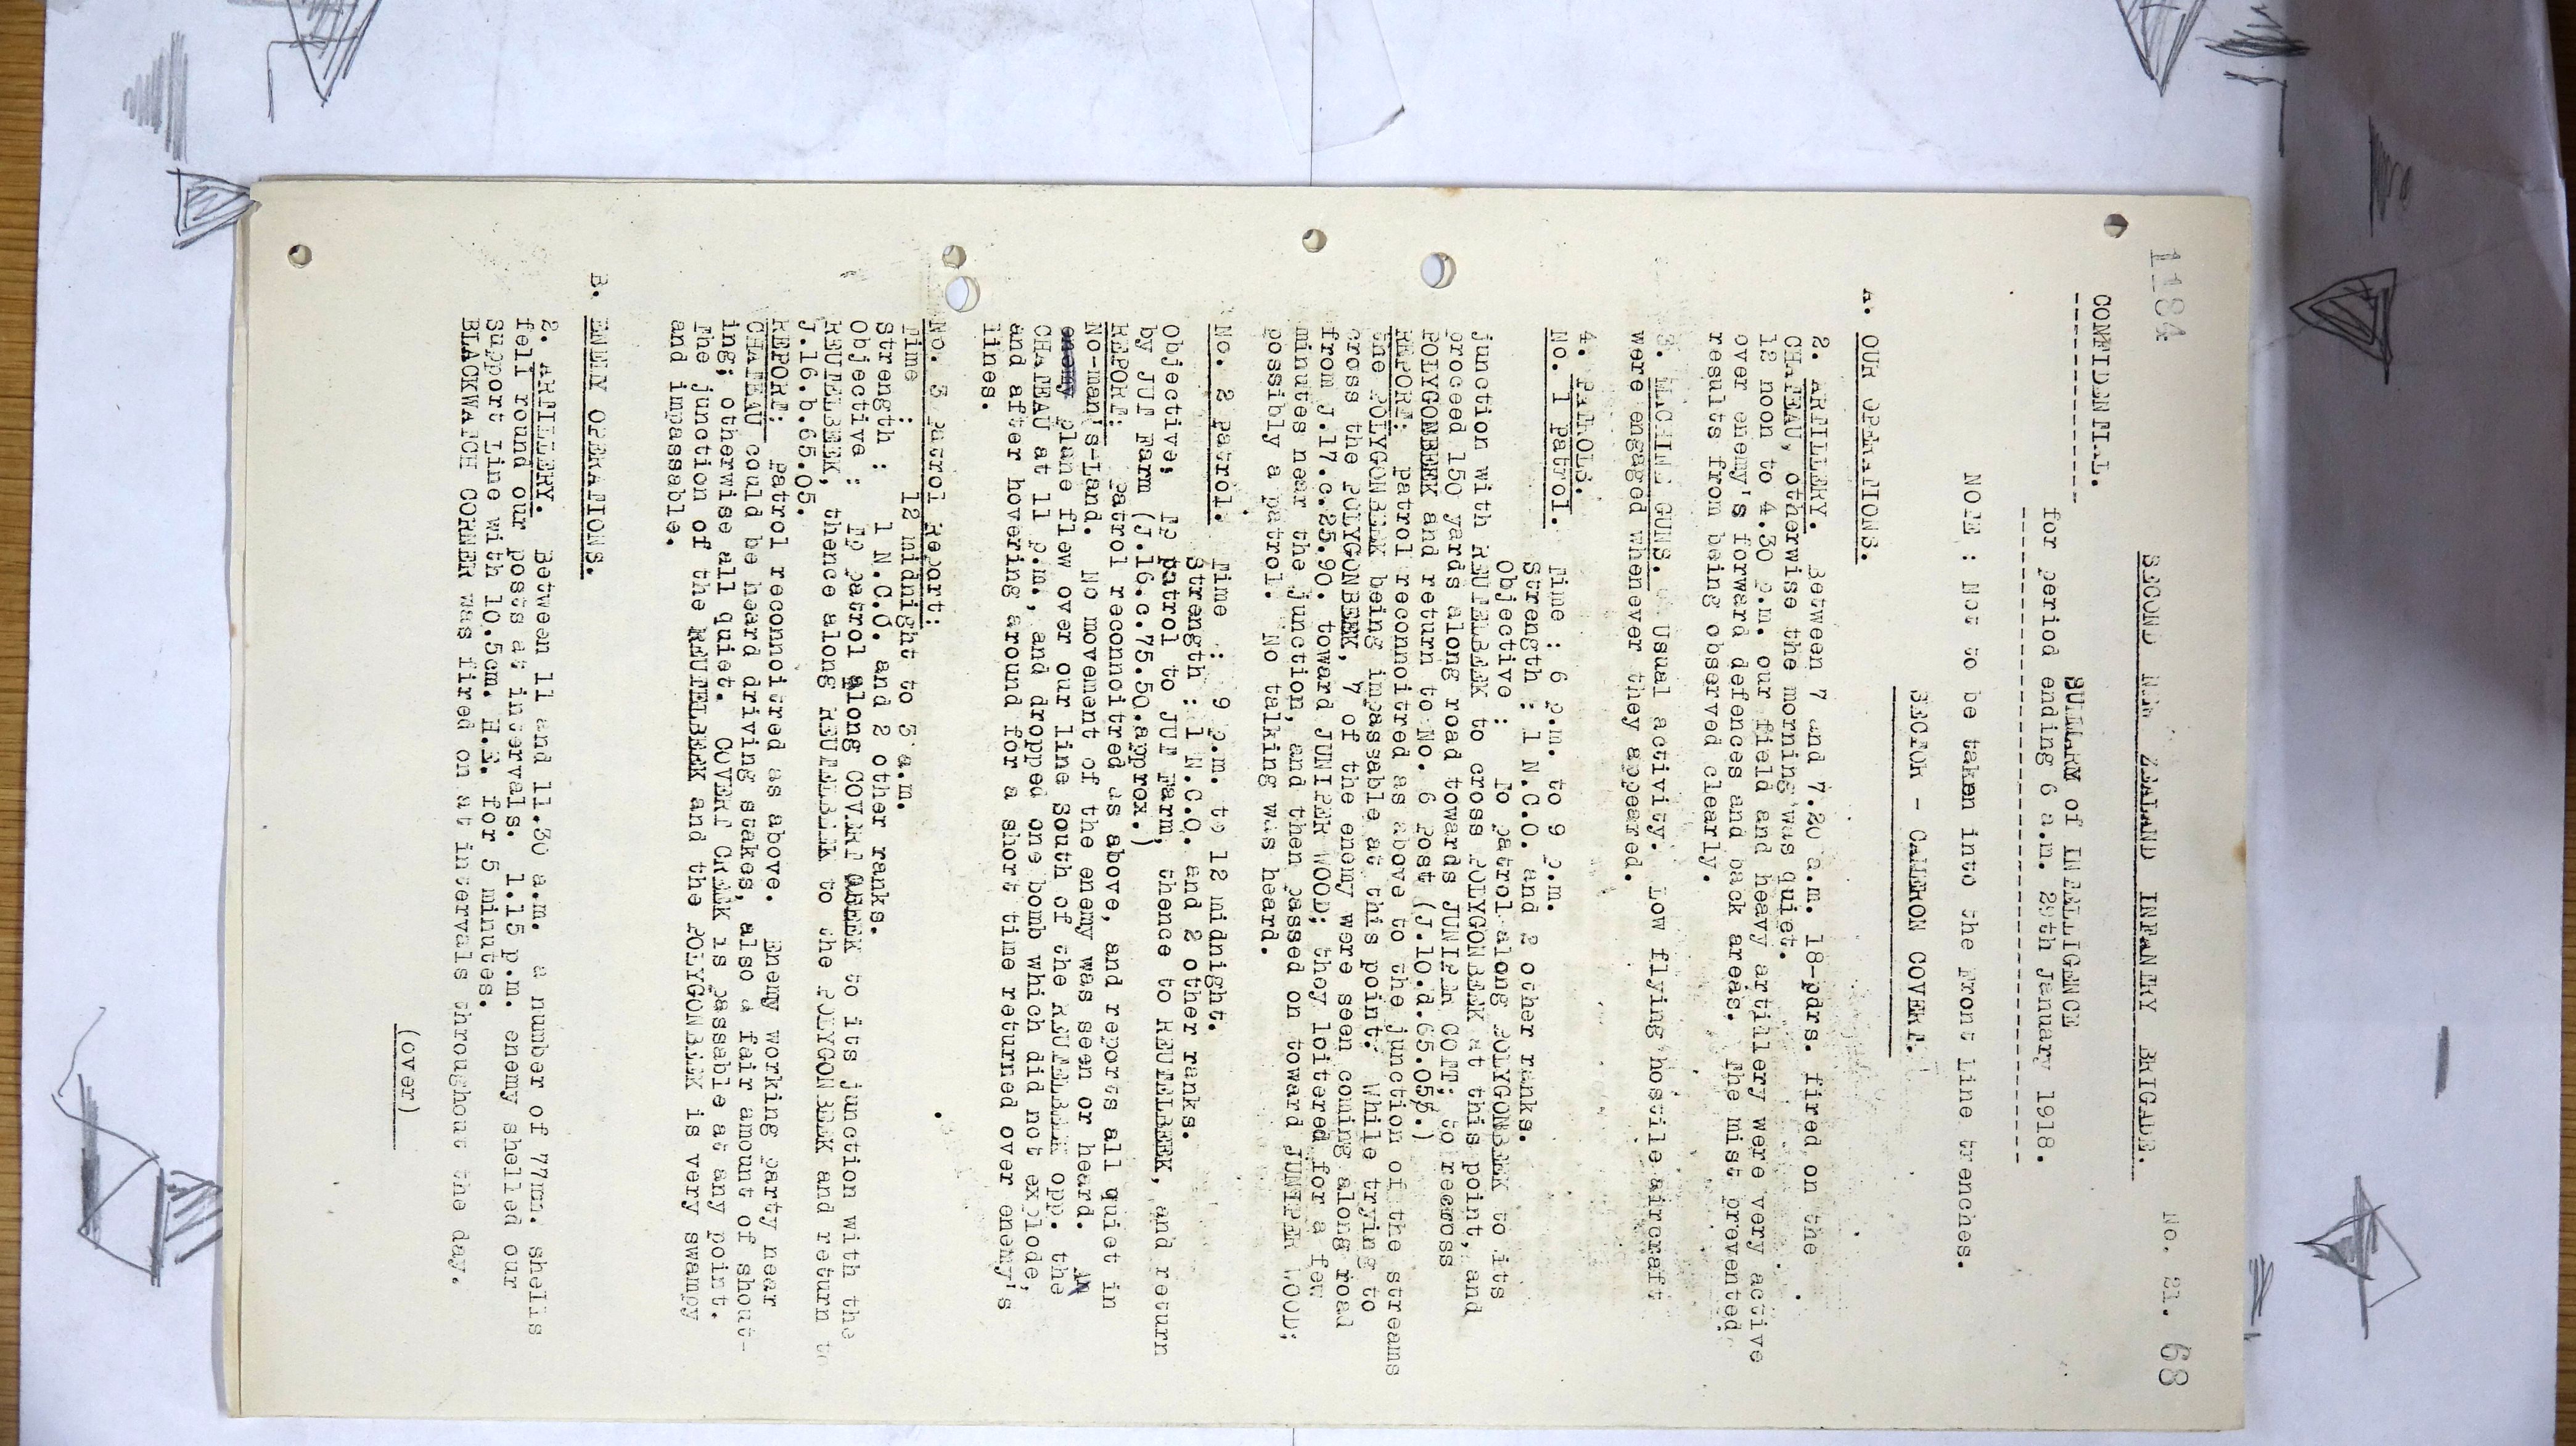 1184
68
No. 21.
SECOND NEW ZEALAND INFANTRY BRIGADE.
CONFIDENTIAL.
SUMMARY of INTELLIGENCE
for period ending 6 a.m. 29th January 1918.
NOTE : Not to be taken into the Front Line trenches.
SECTOR - CAMERON COVERT.
A. OUR OPERATIONS.
2. ARTILLERY. Between 7 and 7.20 a.m. 18-pdrs. fired on the
CHATEAU, otherwise the morning was quiet.
12 noon to 4.30 p.m. our field and heavy artillery were very active
over enemy's forward defences and back areas. The mist prevented
results from being observed clearly.
3. MACHINE GUNS. Usual activity. Low flying hostile aircraft
were engaged whenever they appeared.
4. PATROLS.
No. 1 patrol. Time : 6 p.m. to 9 p.m.
Strength : 1 N.C.O. and 2 other ranks.
Objective : To patrol along POLYGONBEEK to its
junction with REUTELBEEK to cross POLYGONBEEK at this point, and
proceed 150 yards along road towards JUNIPER COTT; to recross
POLYGONBEEK and return to No. 6 Post (J.10.d.65.05.)
REPORT: Patrol reconnoitred as above to the junction of the streams
the POLYGONBEEK being impassable at this point. While trying to
cross the POLYGONBEEK, 7 of the enemy were seen coming along road
from J.17.c.25.90. toward JUNIPER WOOD; they loitered for a few
minutes near the junction, and then passed on toward JUNIPER WOOD;
possibly a patrol. No talking was heard.
No. 2 patrol. Time : 9 p.m. to 12 midnight.
Strength : 1 N.C.O. and 2 other ranks.
Objective; To patrol to JUT Farm, thence to REUTELBEEK, and return
by JUT Farm (J.16.c.75.50.approx.)
REPORT: Patrol reconnoitred as above, and reports all quiet in
No-man's-Land. No movement of the enemy was seen or heard. An
enemy plane flew over our line South of the REUTELBEEK opp. the
CHATEAU at 11 p.m., and dropped one bomb which did not explode,
and after hovering around for a short time returned over enemy's
lines.
No. 3 Patrol Report:
Time : 12 midnight to 5 a.m.
Strength : 1 N.C.O. and 2 other ranks.
Objective : To patrol along COVERT CREEK to its junction with the
REUTELBEEK, thence along REUTELBEEK to the POLYGONBEEK and return to
J.16.b.65.05.
REPORT: Patrol reconnoitred as above. Enemy working party near
CHATEAU could be heard driving stakes, also a fair amount of shout-
ing; otherwise all quiet. COVERT CREEK is passable at any point.
The junction of the REUTELBEEK and the POLYGONBEEK is very swampy
and impassable.
B. ENEMY OPERATIONS.
2. ARTILLERY. Between 11 and 11.30 a.m. a number of 77mm. shells
fell round our posts at intervals. 1.15 p.m. enemy shelled our
Support Line with 10.5cm. H.E. for 5 minutes.
BLACKWATCH CORNER was fired on at intervals throughout the day.
(over)